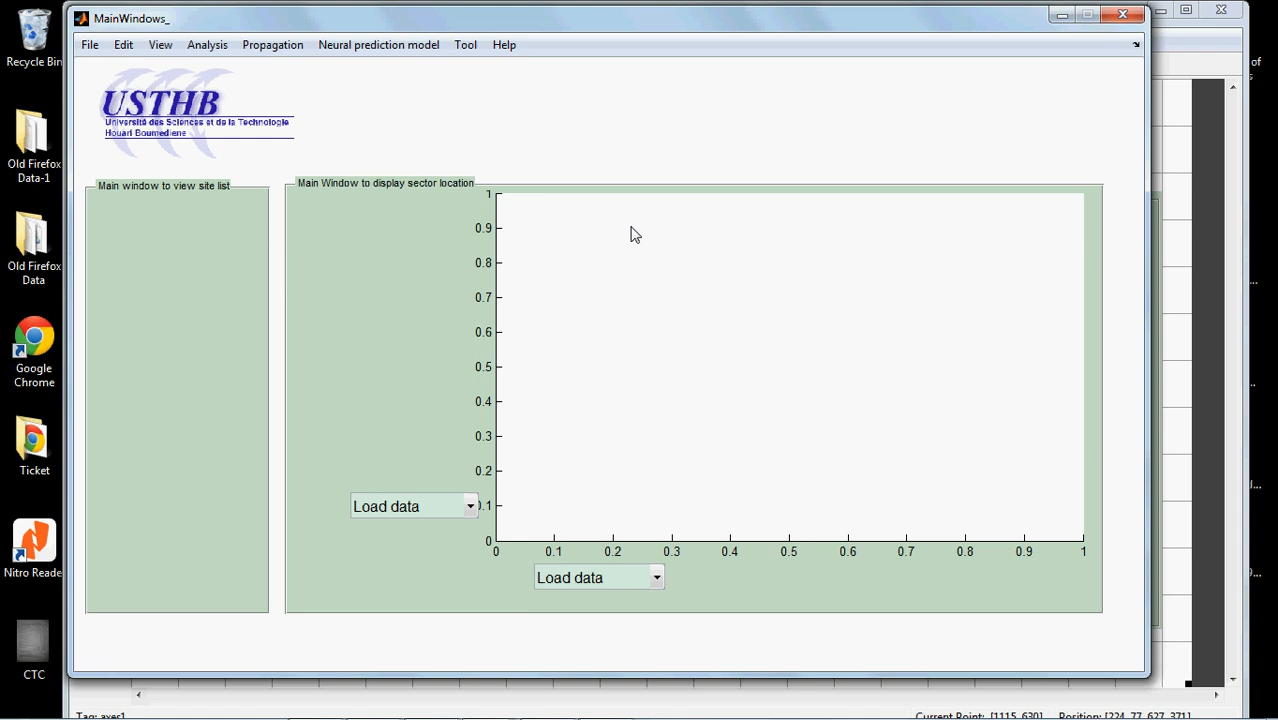 MainWindows_
File Edit View Analysis Propagation Neural prediction model Tool Help
USTHB
Université des Sciences et de la Technologie
Houari Boumediene
Main window to view site list
Main Window to display sector location
1
0.9
0.8
0.7
0.6
0.5
0.4
0.3
0.2
0.1
0
0 0.1 0.2 0.3 0.4 0.5 0.6 0.7 0.8 0.9 1
Load data
Load data
Recycle Bin
Old Firefox
Data-1
Old Firefox
Data
Google
Chrome
Ticket
Nitro Reade
CTC
of
Tag: axes1
Current Point: [1115, 630] Position: [224, 77, 627, 371]